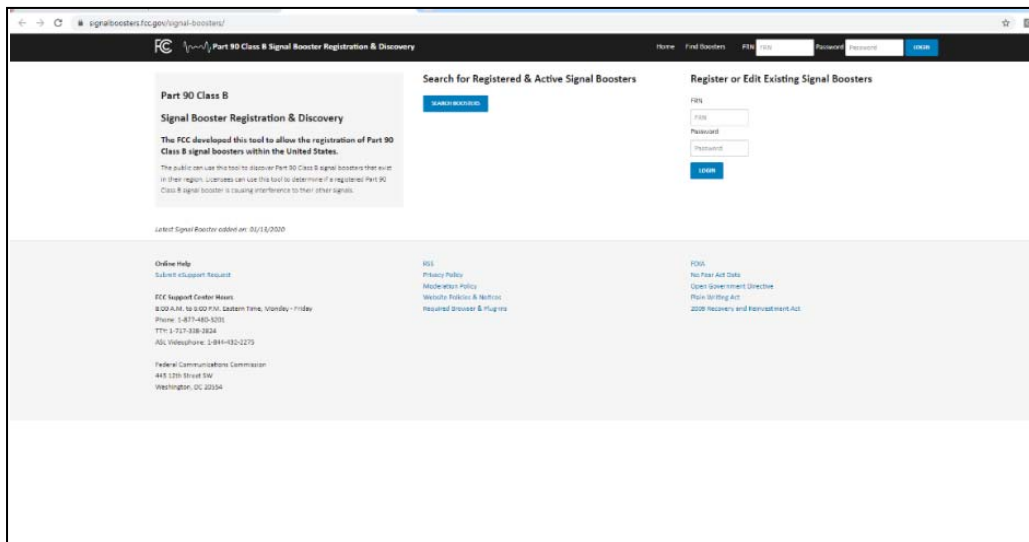 signalboosters.fcc.gov/signal-boosters/
FCC Part 90 Class B Signal Booster Registration & Discovery
Home Find Boosters FRN FRN Password Password LOGIN
Part 90 Class B
Signal Booster Registration & Discovery
The FCC developed this tool to allow the registration of Part 90
Class B signal boosters within the United States.
The public can use this tool to discover Part 90 Class B signal boosters that exist
in their region. Licensees can use this tool to determine if a registered Part 90
Class B signal booster is causing interference to their other signals.
Latest Signal Booster added on: 01/13/2020
Search for Registered & Active Signal Boosters
SEARCH BOOSTERS
Register or Edit Existing Signal Boosters
FRN
FRN
Password
Password
LOGIN
Online Help
Submit eSupport Request
FCC Support Center Hours
8:00 A.M. to 6:00 P.M. Eastern Time, Monday - Friday
Phone: 1-877-480-3201
TTY: 1-717-338-2824
ASL Videophone: 1-844-432-2275
Federal Communications Commission
445 12th Street SW
Washington, DC 20554
RSS
Privacy Policy
Moderation Policy
Website Policies & Notices
Required Browser & Plug-ins
FOIA
No Fear Act Data
Open Government Directive
Plain Writing Act
2009 Recovery and Reinvestment Act